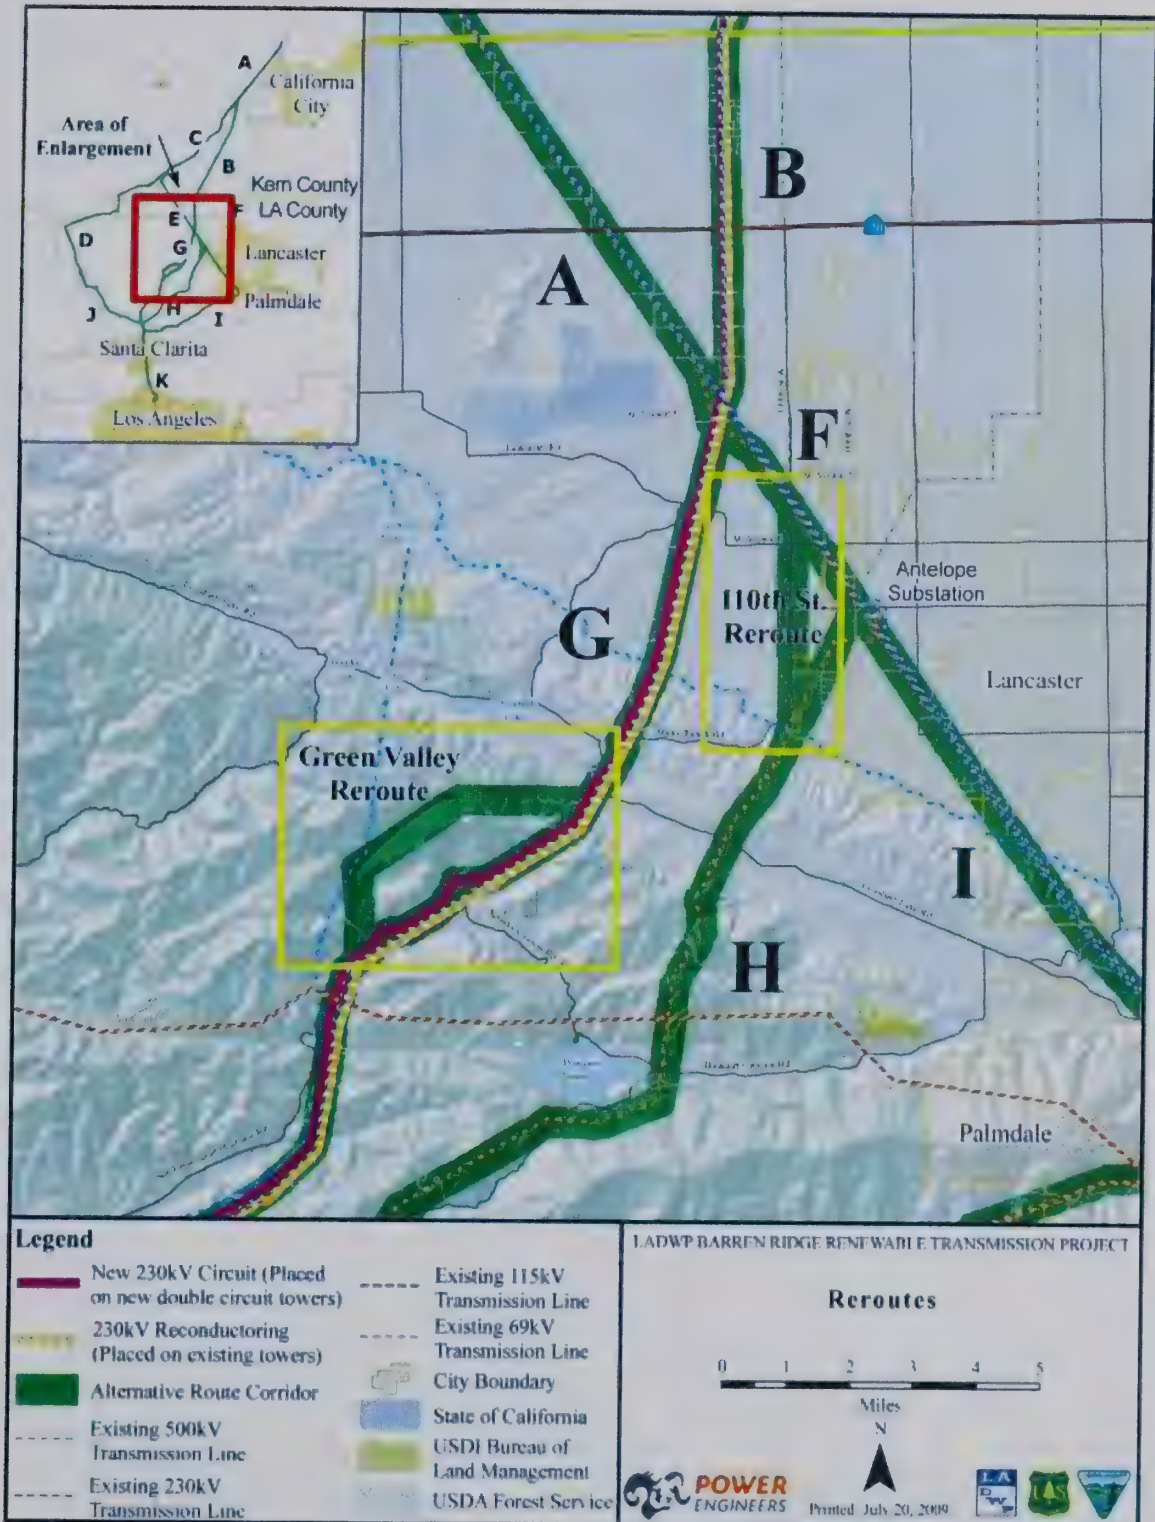 A
California
City
Area of
Enlargement
C
B
Kern County
LA County
E
F
D
G
Lancaster
Palmdale
H
J
I
Santa Clarita
K
Los Angeles
B
A
F
Antelope
Substation
110th St.
Reroute
G
Lancaster
Green Valley
Reroute
I
H
Palmdale
Legend
New 230kV Circuit (Placed
on new double circuit towers)
230kV Reconductoring
(Placed on existing towers)
Alternative Route Corridor
Existing 500kV
Transmission Line
Existing 230kV
Transmission Line
Existing 115kV
Transmission Line
Existing 69kV
Transmission Line
City Boundary
State of California
USDI Bureau of
Land Management
USDA Forest Service
LADWP BARREN RIDGE RENEWABLE TRANSMISSION PROJECT
Reroutes
0 1 2 3 4 5
Miles
N
POWER
ENGINEERS
Printed July 20, 2009
LA
DWP